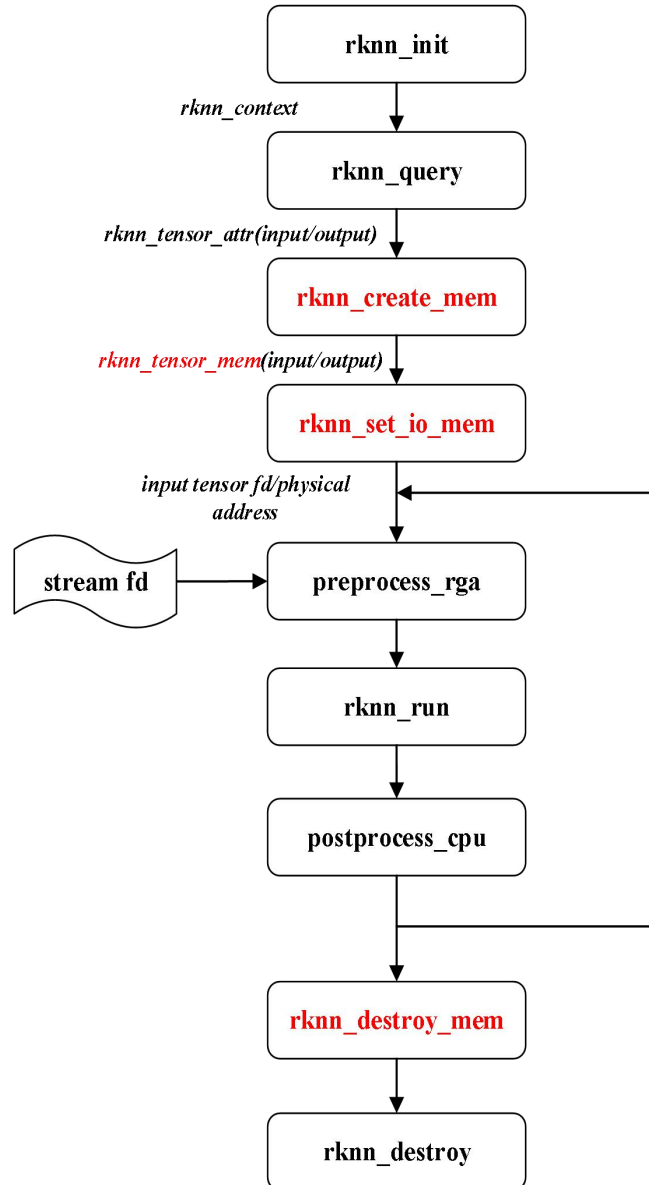 rknn_init
rknn_context
rknn_query
rknn_tensor_attr(input/output)
rknn_create_mem
rknn_tensor_mem(input/output)
rknn_set_io_mem
input tensor fd/physical
address
stream fd
preprocess_rga
rknn_run
postprocess_cpu
rknn_destroy_mem
rknn_destroy